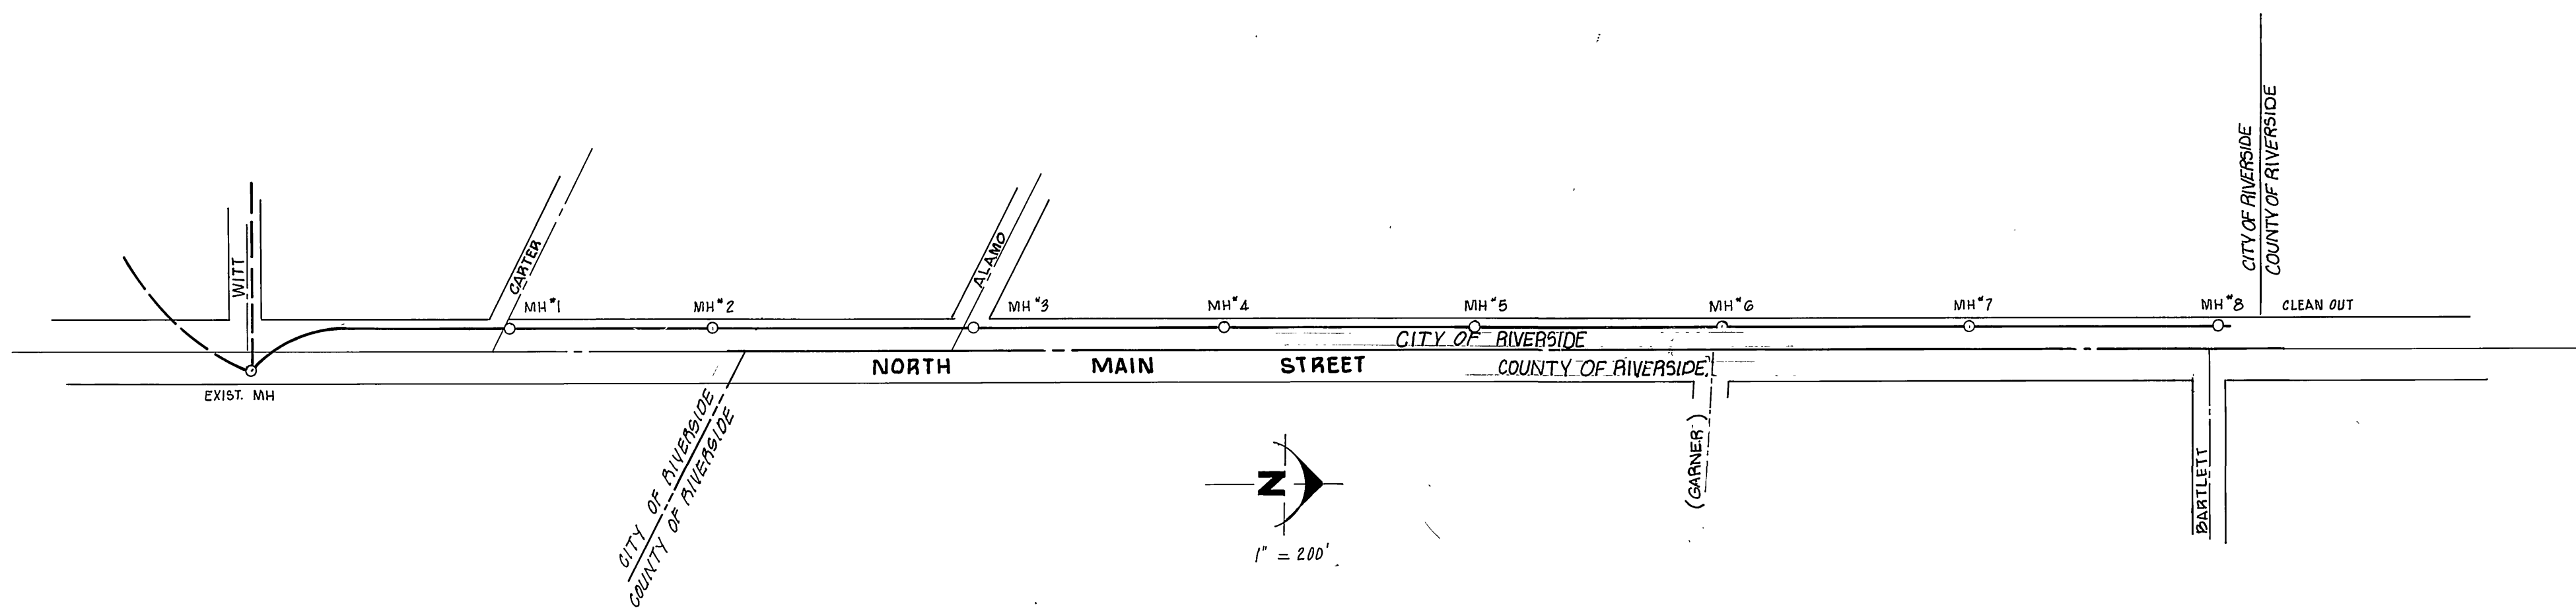 CITY OF RIVERSIDE
COUNTY OF RIVERSIDE
WITT
CARTER
ALAMO
MH #1
MH #2
MH #3
MH #4
MH #5
MH #6
MH #7
MH #8
CLEAN OUT
CITY OF RIVERSIDE
NORTH MAIN STREET
COUNTY OF RIVERSIDE
EXIST. MH
CITY OF RIVERSIDE
COUNTY OF RIVERSIDE
(GARNER)
BARTLETT
N
1" = 200'